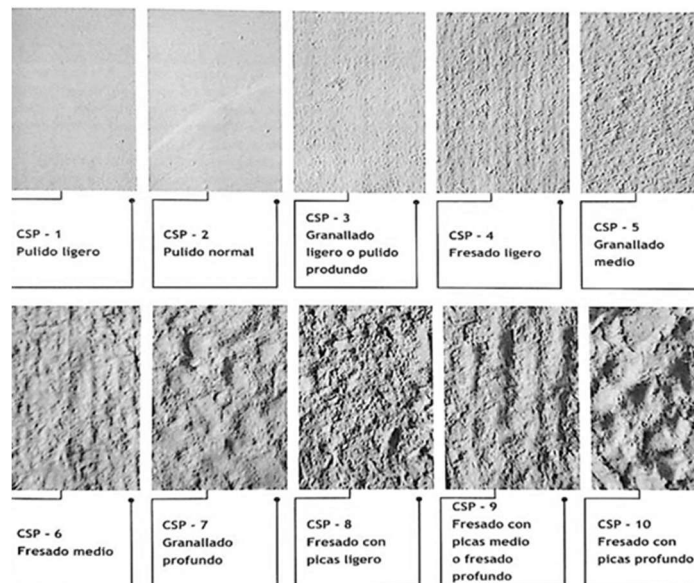 CSP - 1
Pulido ligero
CSP - 2
Pulido normal
CSP - 3
Granallado
ligero o pulido
produndo
CSP - 4
Fresado ligero
CSP - 5
Granallado
medio
CSP - 6
Fresado medio
CSP - 7
Granallado
profundo
CSP - 8
Fresado con
picas ligero
CSP - 9
Fresado con
picas medio
o fresado
profundo
CSP - 10
Fresado con
picas profundo